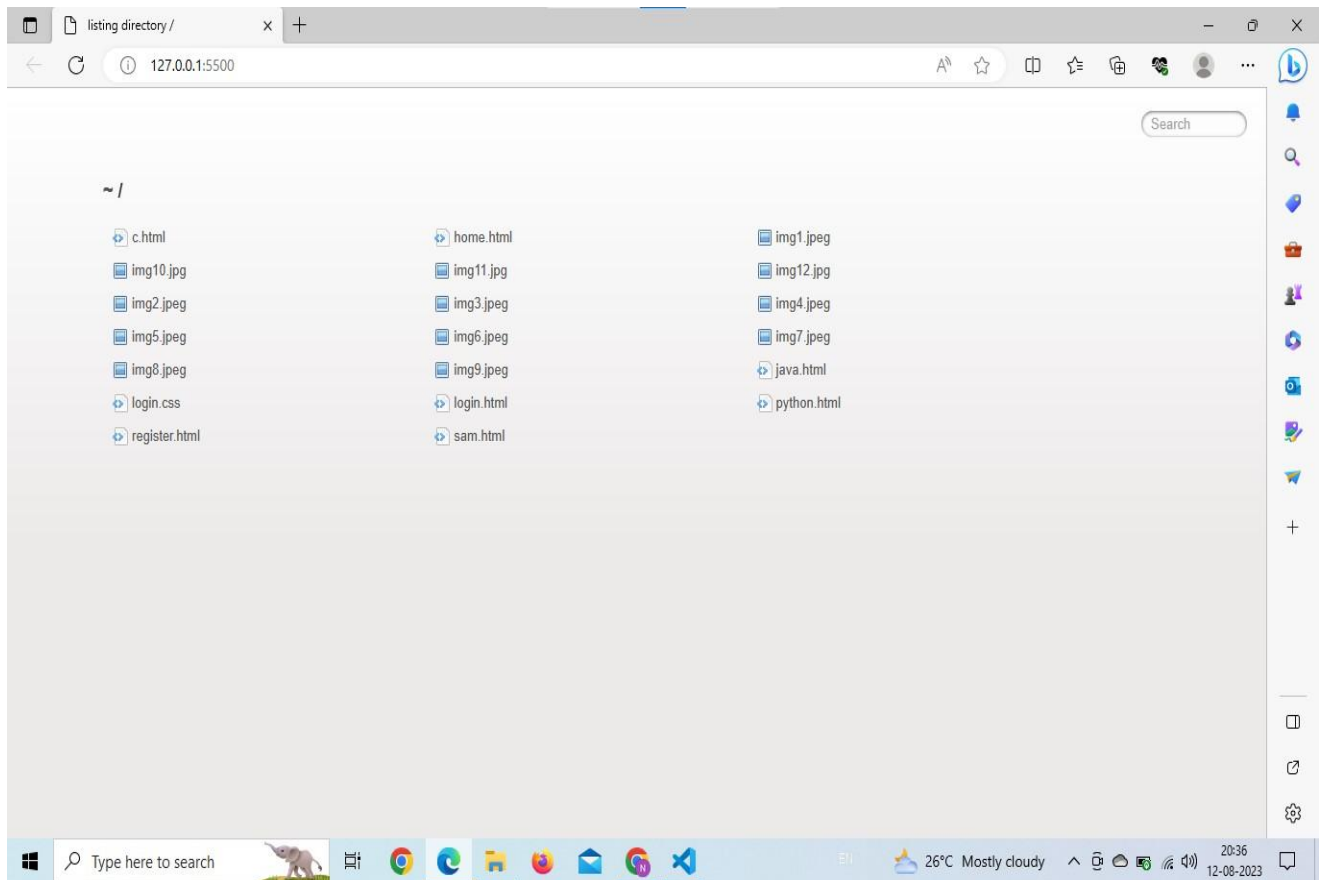 listing directory /
127.0.0.1:5500
Search
~ /
c.html home.html img1.jpeg
img10.jpg img11.jpg img12.jpg
img2.jpeg img3.jpeg img4.jpeg
img5.jpeg img6.jpeg img7.jpeg
img8.jpeg img9.jpeg java.html
login.css login.html python.html
register.html sam.html
Type here to search
26°C Mostly cloudy
20:36
12-08-2023